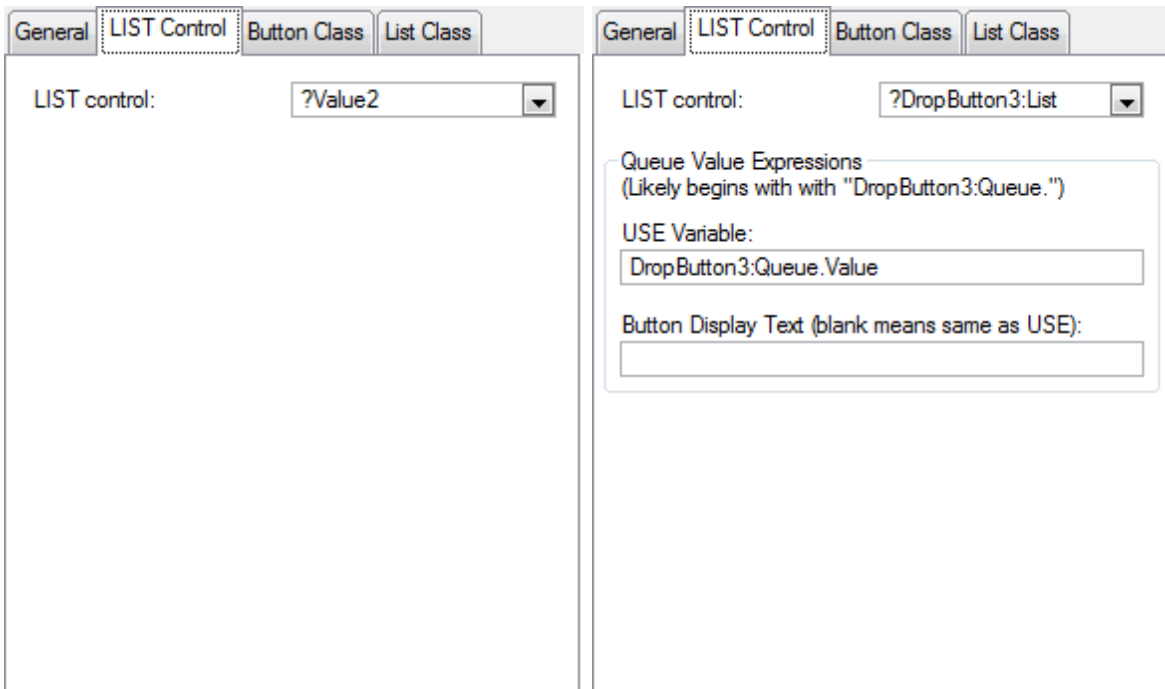 General LIST Control Button Class List Class
LIST control: ?Value2
General LIST Control Button Class List Class
LIST control: ?DropButton3:List
Queue Value Expressions
(Likely begins with with "DropButton3:Queue.")
USE Variable:
DropButton3:Queue.Value
Button Display Text (blank means same as USE):